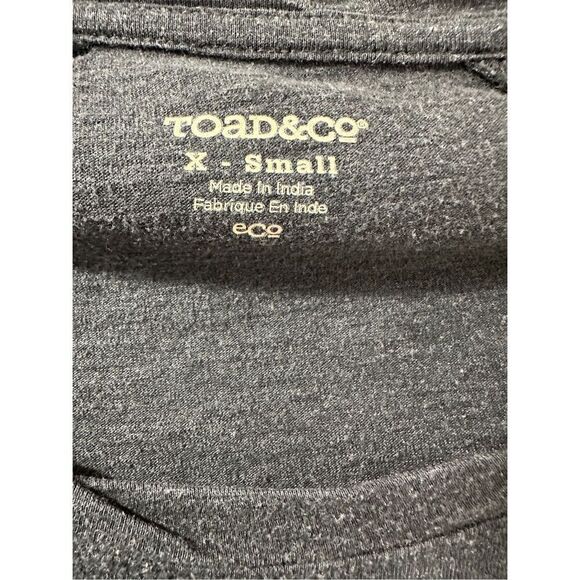 TOAD&CO®
X - Small
Made In India
Fabrique En Inde
eco